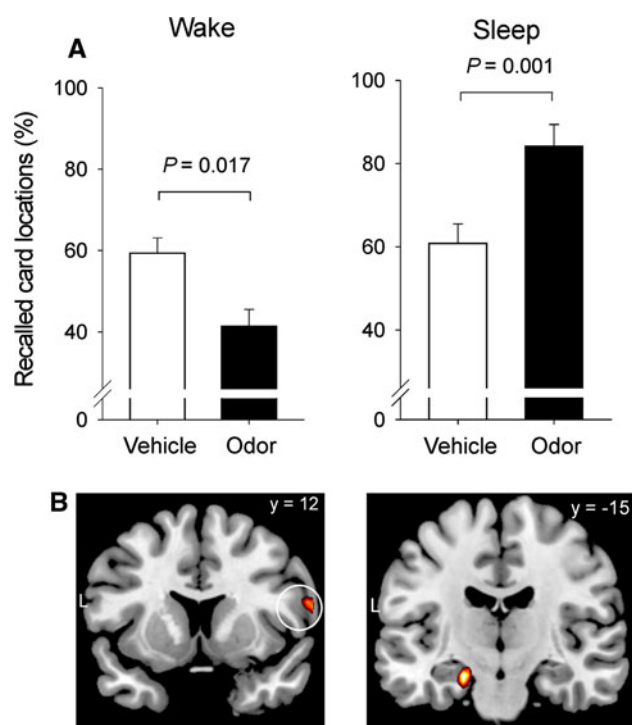 Wake
Sleep
A
Recalled card locations (%)
100
80
60
40
0
P = 0.017
Vehicle
Odor
100
80
60
40
0
P = 0.001
Vehicle
Odor
B
y = 12
L
y = -15
L